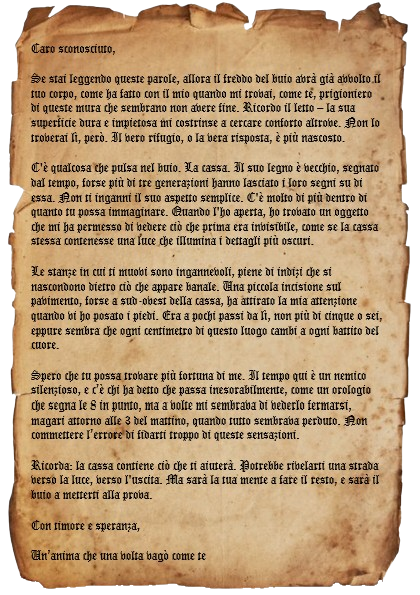 Caro sconosciuto,
Se stai leggendo queste parole, allora il freddo del buio avrà già avvolto il
tuo corpo, come ha fatto con il mio quando mi trovai, come te, prigioniero
di queste mura che sembrano non avere fine. Ricordo il letto – la sua
superficie dura e impietosa mi costrinse a cercare conforto altrove. Non lo
troverai lì, però. Il vero rifugio, o la vera risposta, è più nascosto.
C'è qualcosa che pulsa nel buio. La cassa. Il suo legno è vecchio, segnato
dal tempo, forse più di tre generazioni hanno lasciato i loro segni su di
essa. Non ti inganni il suo aspetto semplice. C'è molto di più dentro di
quanto tu possa immaginare. Quando l'ho aperta, ho trovato un oggetto
che mi ha permesso di vedere ciò che prima era invisibile, come se la cassa
stessa contenesse una luce che illumina i dettagli più oscuri.
Le stanze in cui ti muovi sono ingannevoli, piene di indizi che si
nascondono dietro ciò che appare banale. Una piccola incisione sul
pavimento, forse a sud-ovest della cassa, ha attirato la mia attenzione
quando vi ho posato i piedi. Era a pochi passi da lì, non più di cinque o sei,
eppure sembra che ogni centimetro di questo luogo cambi a ogni battito del
cuore.
Spero che tu possa trovare più fortuna di me. Il tempo qui è un nemico
silenzioso, e c'è chi ha detto che passa inesorabilmente, come un orologio
che segna le 8 in punto, ma a volte mi sembrava di vederlo fermarsi,
magari attorno alle 3 del mattino, quando tutto sembrava perduto. Non
commettere l'errore di fidarti troppo di queste sensazioni.
Ricorda: la cassa contiene ciò che ti aiuterà. Potrebbe rivelarti una strada
verso la luce, verso l'uscita. Ma sarà la tua mente a fare il resto, e sarà il
buio a metterti alla prova.
Con timore e speranza,
Un'anima che una volta vagò come te